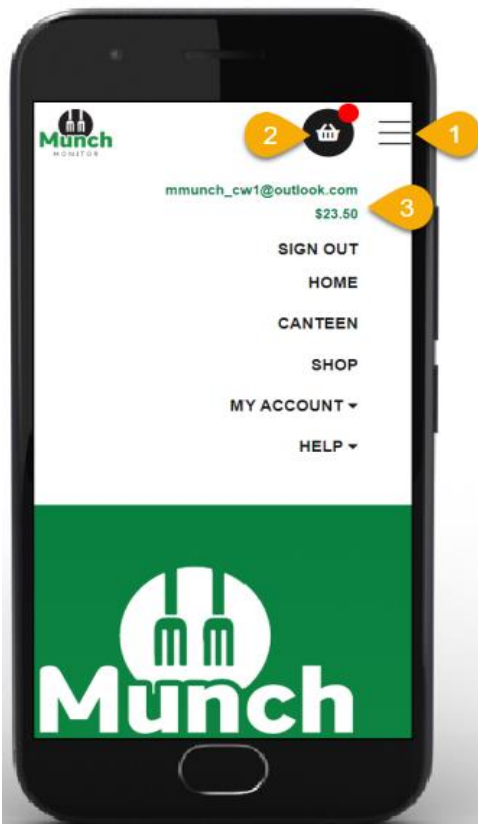 Munch
MONITOR
2
1
mmunch_cw1@outlook.com
$23.50
3
SIGN OUT
HOME
CANTEEN
SHOP
MY ACCOUNT
HELP
Munch